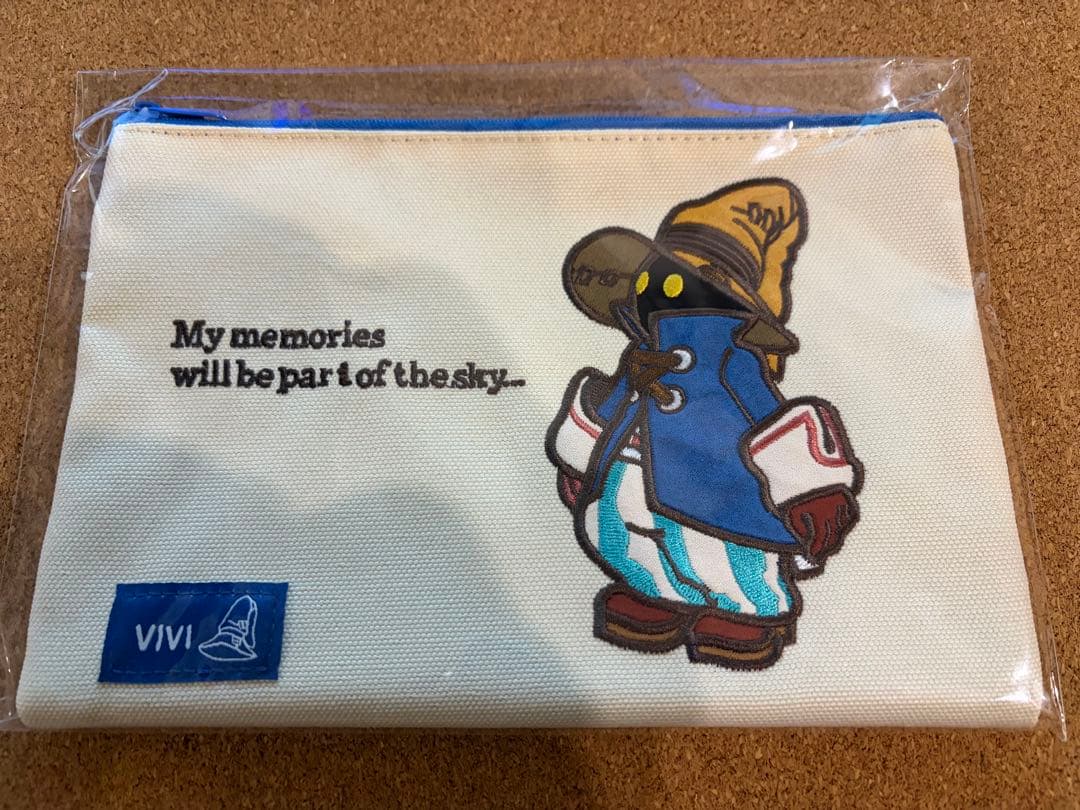 My memories
will be part of the sky...
VIVI